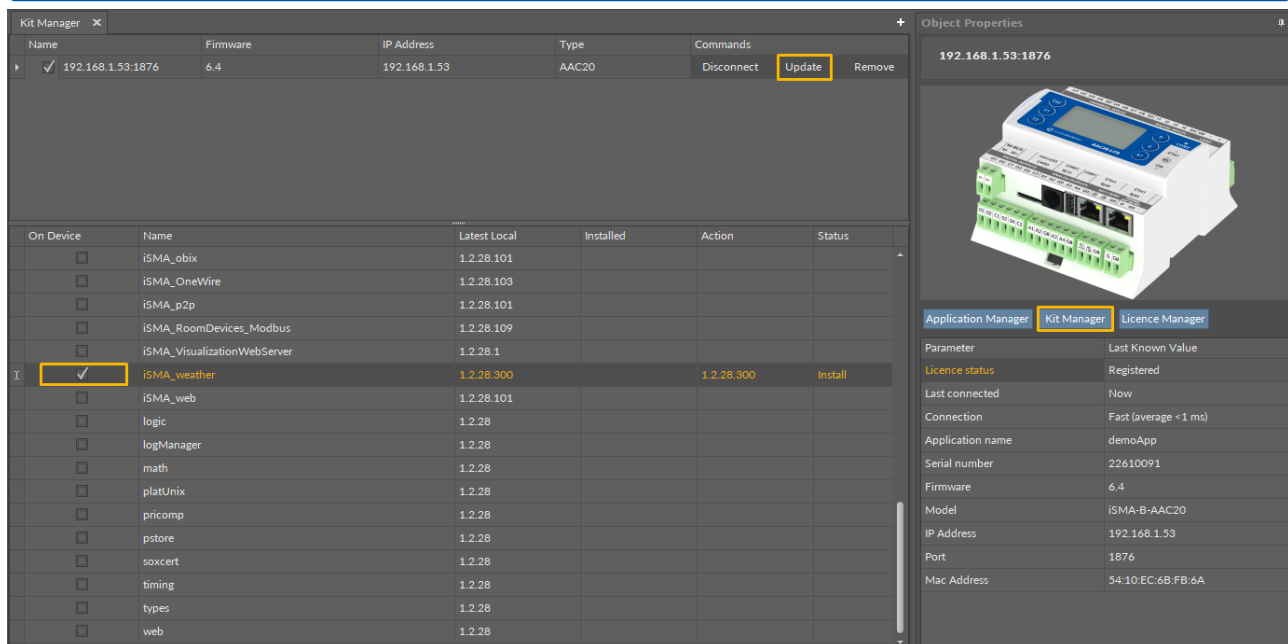 Kit Manager
Name Firmware IP Address Type Commands
192.168.1.53:1876 6.4 192.168.1.53 AAC20 Disconnect Update Remove
On Device Name Latest Local Installed Action Status
iSMA_obix 1.2.28.101
iSMA_OneWire 1.2.28.103
iSMA_p2p 1.2.28.101
iSMA_RoomDevices_Modbus 1.2.28.109
iSMA_VisualizationWebServer 1.2.28.1
iSMA_weather 1.2.28.300 1.2.28.300 Install
iSMA_web 1.2.28.101
logic 1.2.28
logManager 1.2.28
math 1.2.28
platUnix 1.2.28
pricomp 1.2.28
pstore 1.2.28
soxcert 1.2.28
timing 1.2.28
types 1.2.28
web 1.2.28
Object Properties
192.168.1.53:1876
Application Manager Kit Manager Licence Manager
Parameter Last Known Value
Licence status Registered
Last connected Now
Connection Fast (average <1 ms)
Application name demoApp
Serial number 22610091
Firmware 6.4
Model iSMA-B-AAC20
IP Address 192.168.1.53
Port 1876
Mac Address 54:10:EC:6B:FB:6A